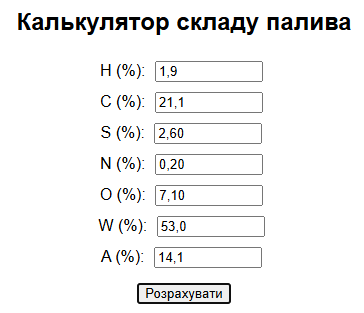 Калькулятор складу палива
H (%): 1,9
C (%): 21,1
S (%): 2,60
N (%): 0,20
O (%): 7,10
W (%): 53,0
A (%): 14,1
Розрахувати